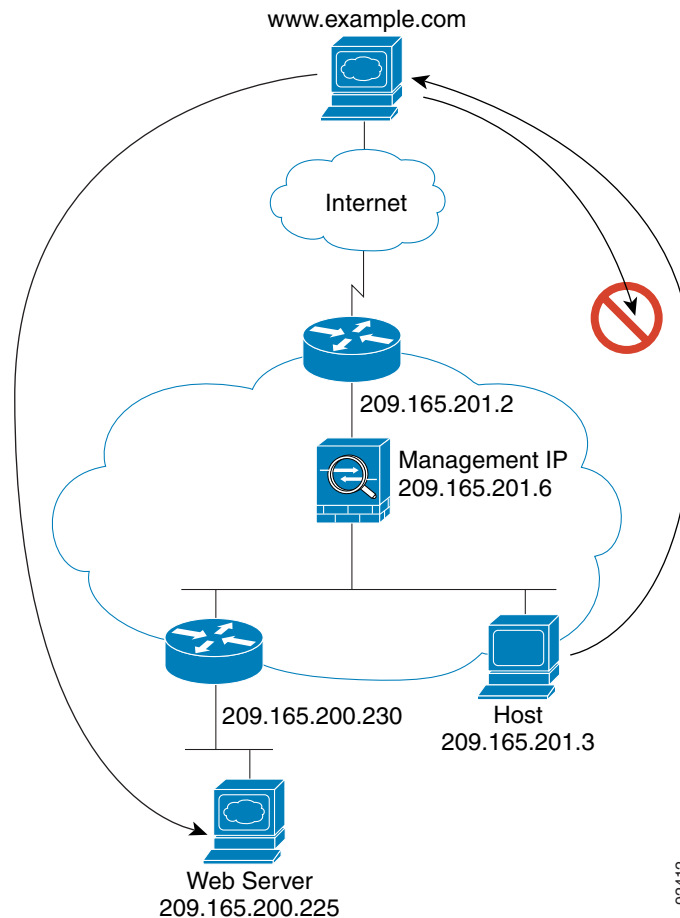 www.example.com
Internet
209.165.201.2
Management IP
209.165.201.6
209.165.200.230
Host
209.165.201.3
Web Server
209.165.200.225